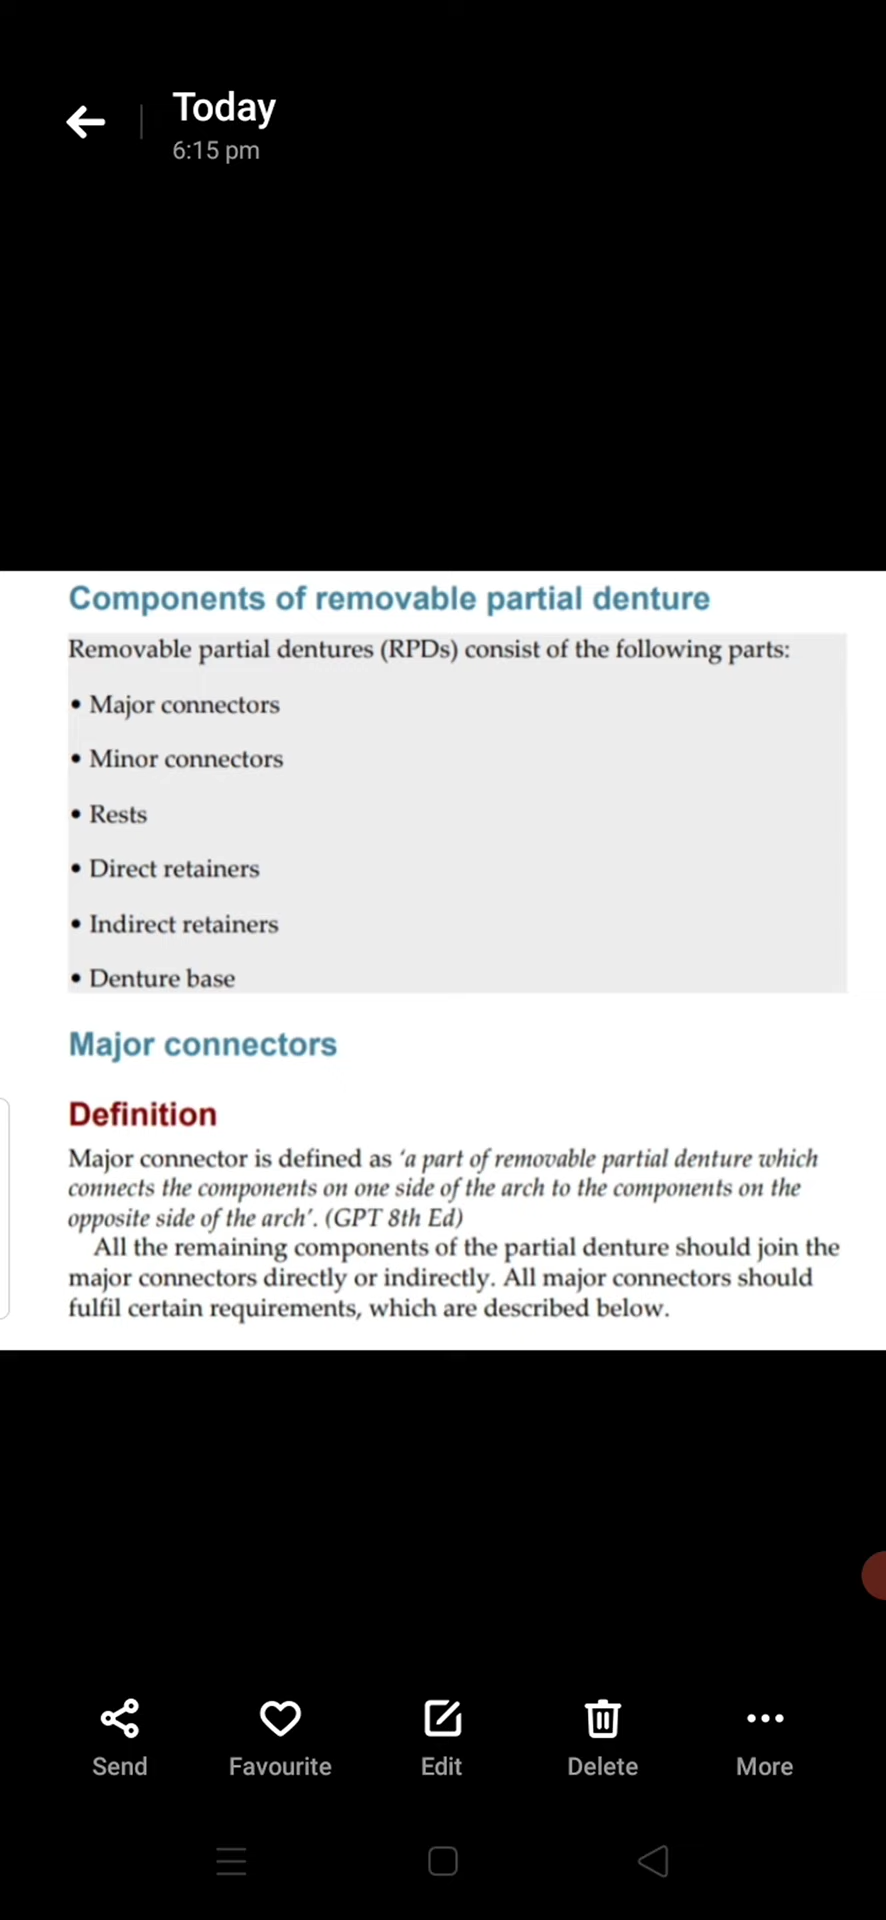 Today
6:15 pm
Components of removable partial denture
Removable partial dentures (RPDs) consist of the following parts:
• Major connectors
• Minor connectors
• Rests
• Direct retainers
• Indirect retainers
• Denture base
Major connectors
Definition
Major connector is defined as ‘a part of removable partial denture which
connects the components on one side of the arch to the components on the
opposite side of the arch’. (GPT 8th Ed)
All the remaining components of the partial denture should join the
major connectors directly or indirectly. All major connectors should
fulfil certain requirements, which are described below.
Send Favourite Edit Delete More